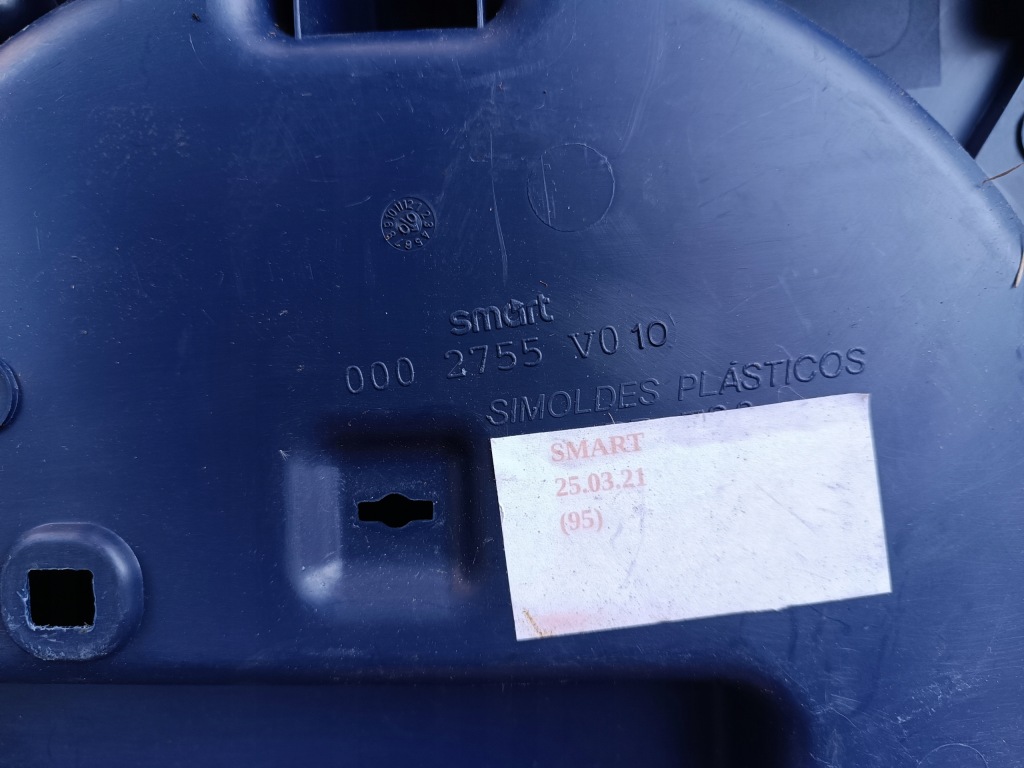 smart
000 2755 V010
SIMOLDES PLÁSTICOS
SMART
25.03.21
(95)